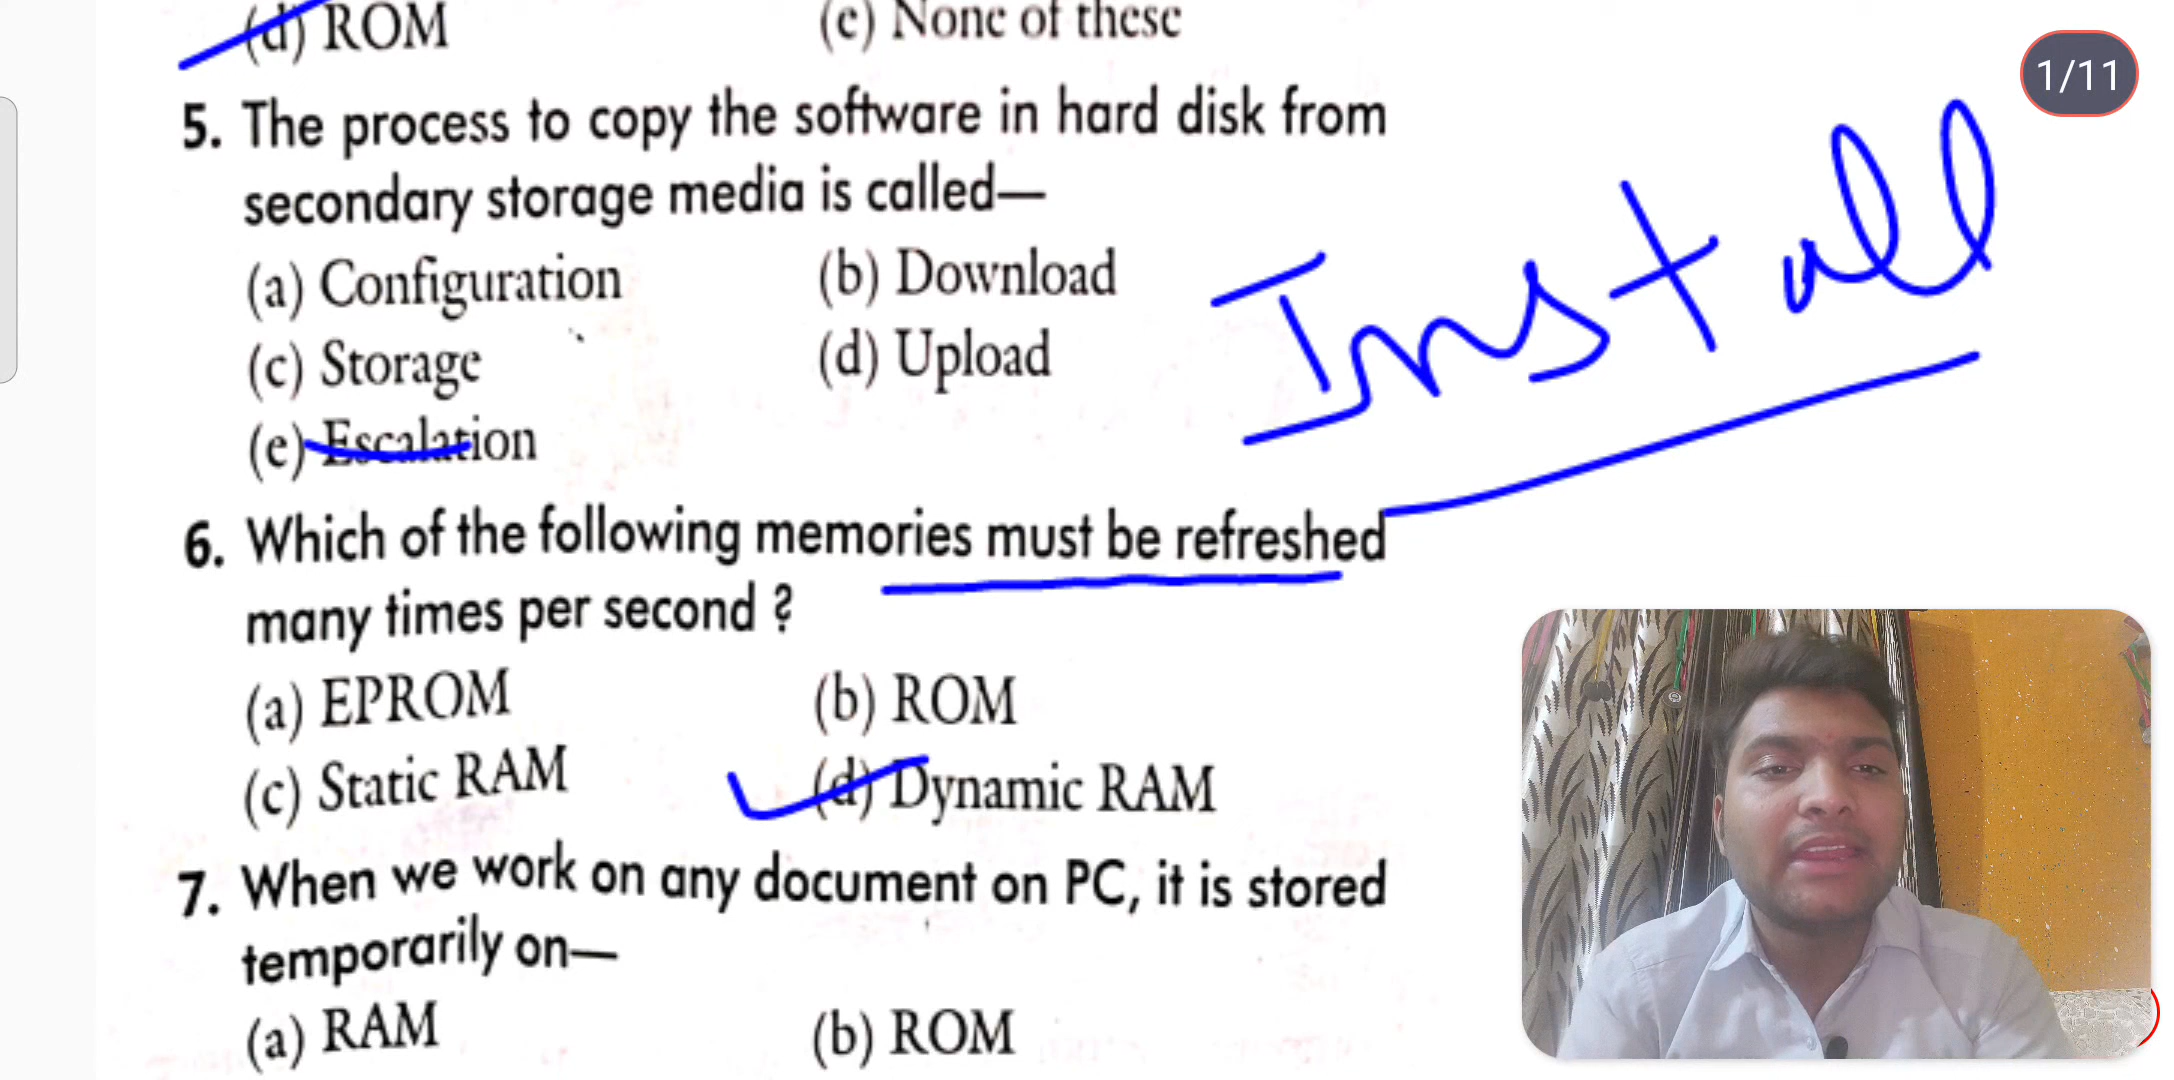 (d) ROM (e) None of these
1/11
5. The process to copy the software in hard disk from
secondary storage media is called—
(a) Configuration (b) Download
(c) Storage (d) Upload
(e) Escalation
Install
6. Which of the following memories must be refreshed
many times per second ?
(a) EPROM (b) ROM
(c) Static RAM (d) Dynamic RAM
7. When we work on any document on PC, it is stored
temporarily on—
(a) RAM (b) ROM